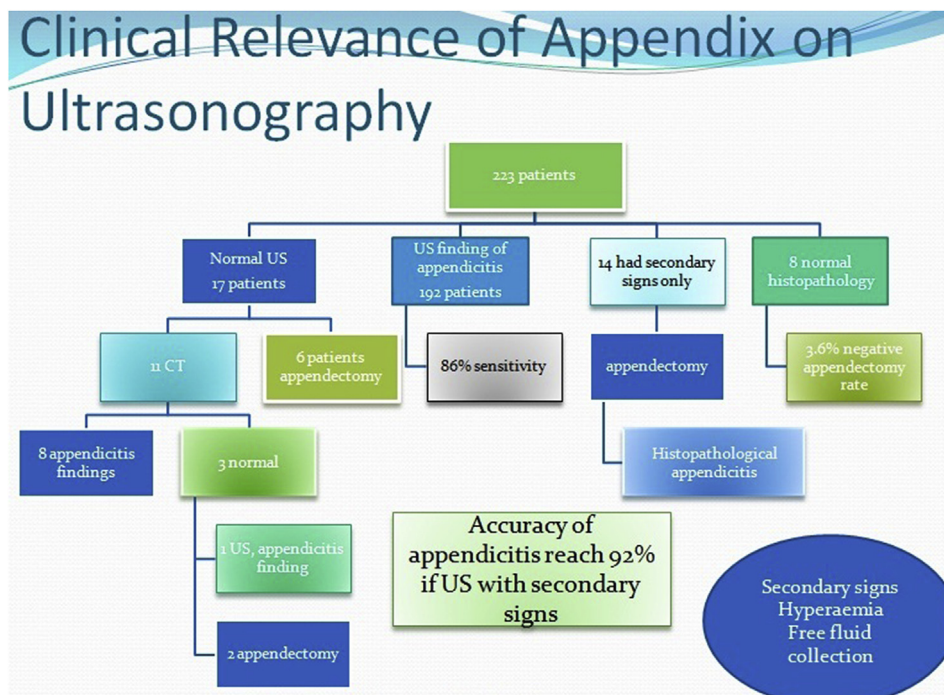 Clinical Relevance of Appendix on
Ultrasonography
223 patients
Normal US
17 patients
US finding of
appendicitis
192 patients
14 had secondary
signs only
8 normal
histopathology
11 CT
6 patients
appendectomy
86% sensitivity
appendectomy
3.6% negative
appendectomy
rate
8 appendicitis
findings
3 normal
Histopathological
appendicitis
1 US, appendicitis
finding
2 appendectomy
Accuracy of
appendicitis reach 92%
if US with secondary
signs
Secondary signs
Hyperaemia
Free fluid
collection